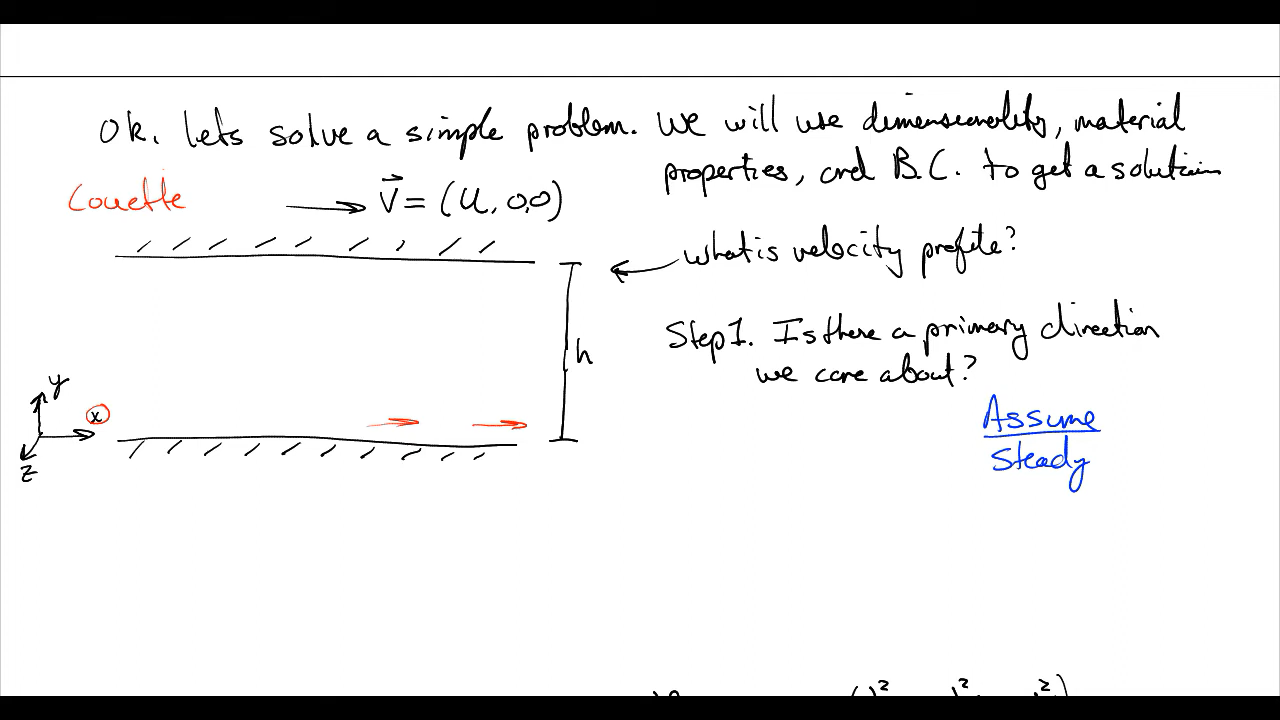 Ok. Lets solve a simple problem. We will use dimensionality, material
properties, and B.C. to get a solution
Couette
V⃗ = (U, 0,0)
What is velocity profile?
h
Step 1. Is there a primary direction
we care about?
y
x
z
Assume
Steady